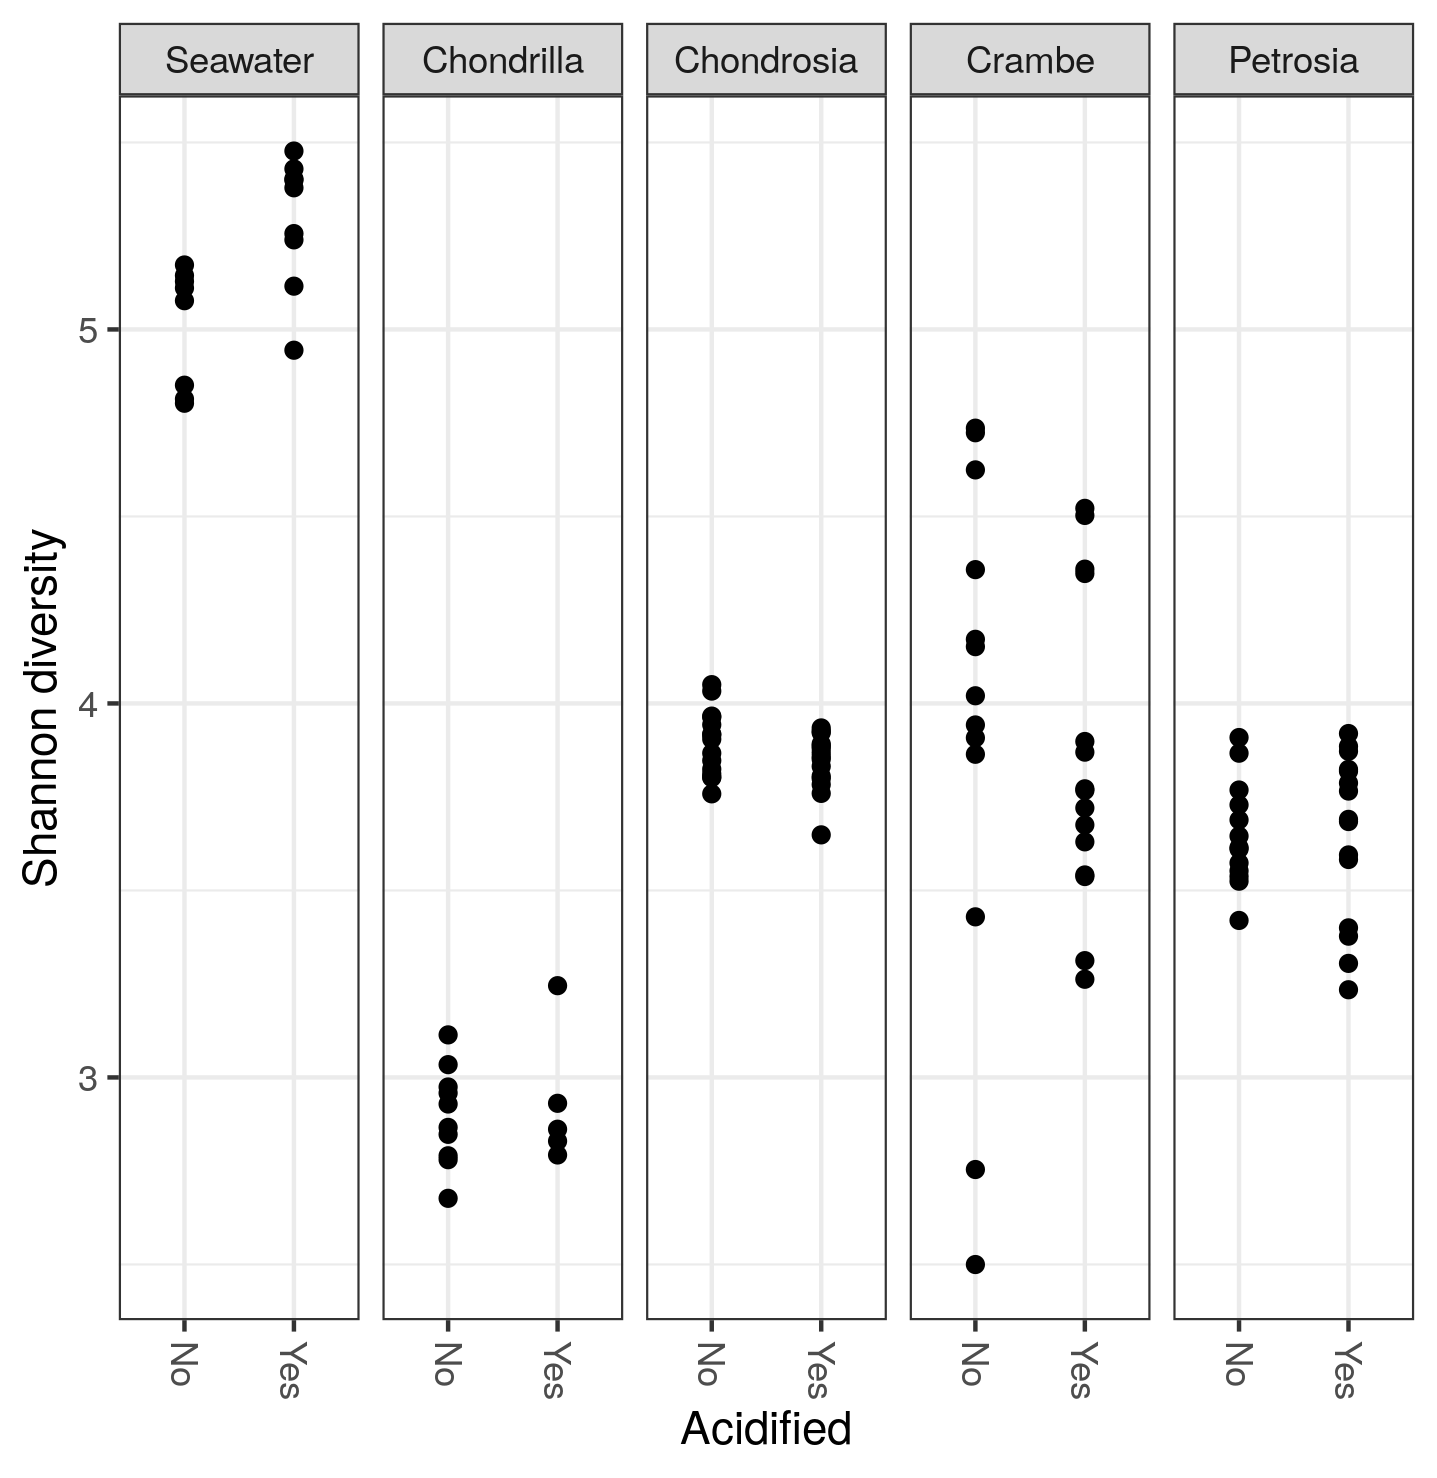 Seawater Chondrilla Chondrosia Crambe Petrosia
Shannon diversity
5
4
3
No Yes No Yes No Yes No Yes No Yes
Acidified